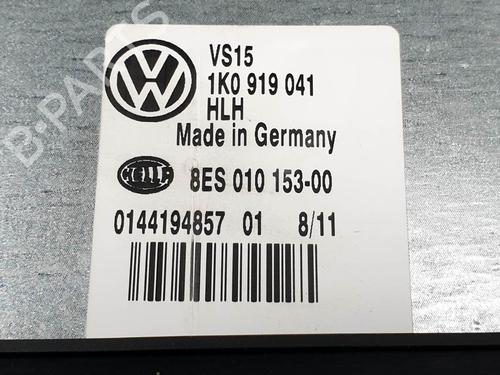 VS15
1K0 919 041
HLH
Made in Germany
HELLA
8ES 010 153-00
0144194857 01 8/11
B-PARTS